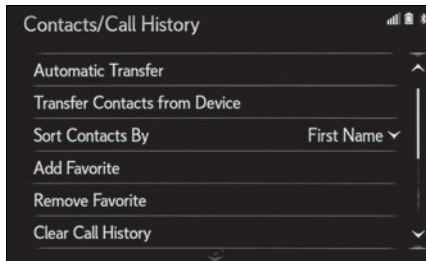 Contacts/Call History
Automatic Transfer
Transfer Contacts from Device
Sort Contacts By First Name
Add Favorite
Remove Favorite
Clear Call History